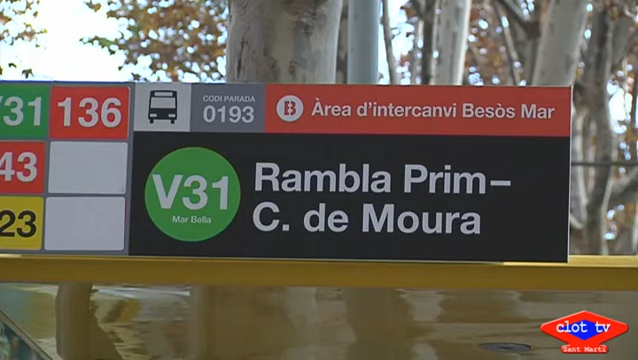 V31 136 CODI PARADA 0193 B Àrea d'intercanvi Besòs Mar
43
23
V31 Mar Bella
Rambla Prim–
C. de Moura
clot tv
Sant Martí